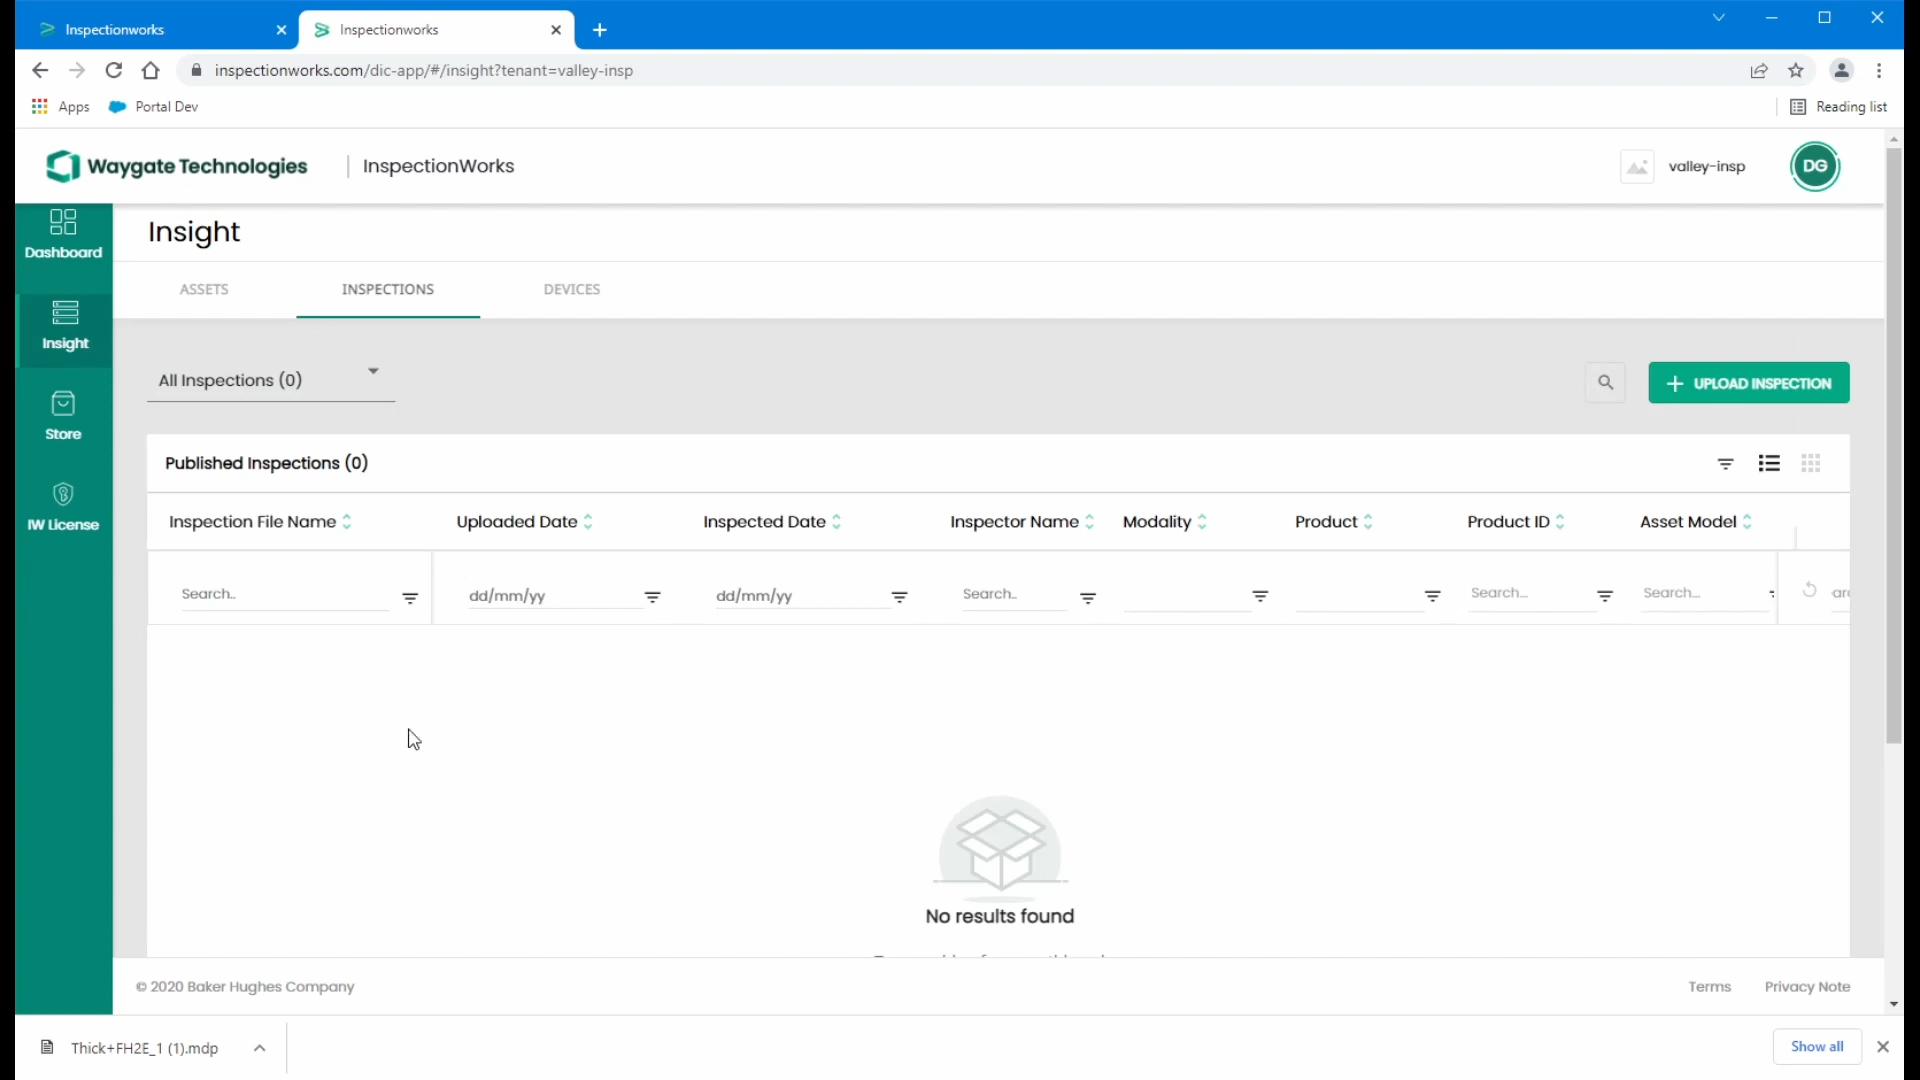 Inspectionworks
Inspectionworks
inspectionworks.com/dic-app/#/insight?tenant=valley-insp
Apps
Portal Dev
Reading list
Waygate Technologies
InspectionWorks
valley-insp
DG
Dashboard
Insight
Store
IW License
Insight
ASSETS
INSPECTIONS
DEVICES
All Inspections (0)
UPLOAD INSPECTION
Published Inspections (0)
Inspection File Name
Uploaded Date
Inspected Date
Inspector Name
Modality
Product
Product ID
Asset Model
Search..
dd/mm/yy
dd/mm/yy
Search..
Search...
Search...
No results found
© 2020 Baker Hughes Company
Terms
Privacy Note
Thick+FH2E_1 (1).mdp
Show all